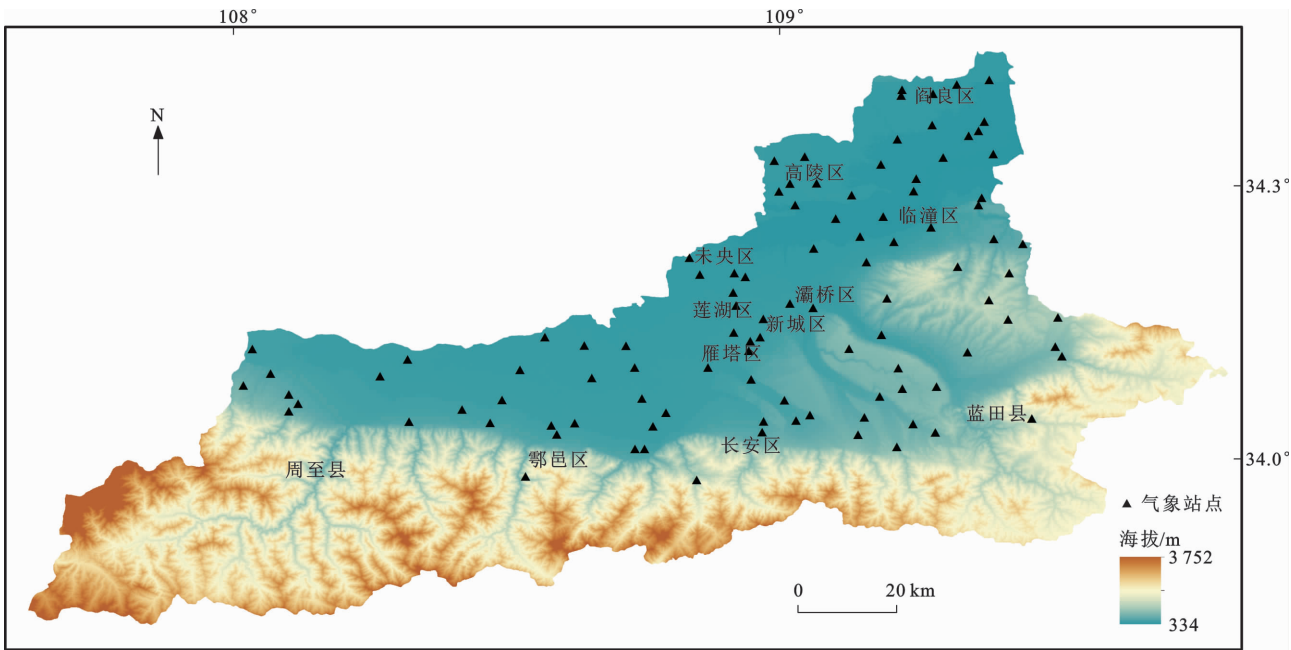 108°
109°
N
阎良区
高陵区
34.3°
临潼区
未央区
灞桥区
莲湖区
新城区
雁塔区
蓝田县
长安区
鄠邑区
周至县
34.0°
气象站点
海拔/m
3 752
334
0 20 km